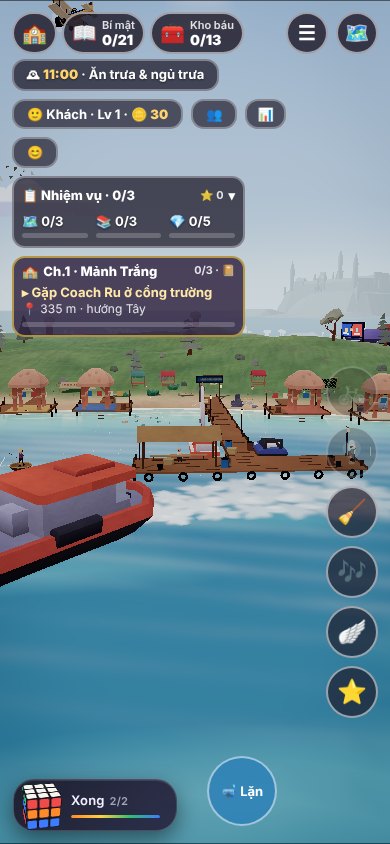 Bí mật
0/21
Kho báu
0/13
11:00 · Ăn trưa & ngủ trưa
Khách · Lv 1 · 30
Nhiệm vụ · 0/3
0 ▾
0/3
0/3
0/5
Ch.1 · Mảnh Trắng
0/3 ·
▸ Gặp Coach Ru ở cổng trường
335 m · hướng Tây
Xong 2/2
Lặn